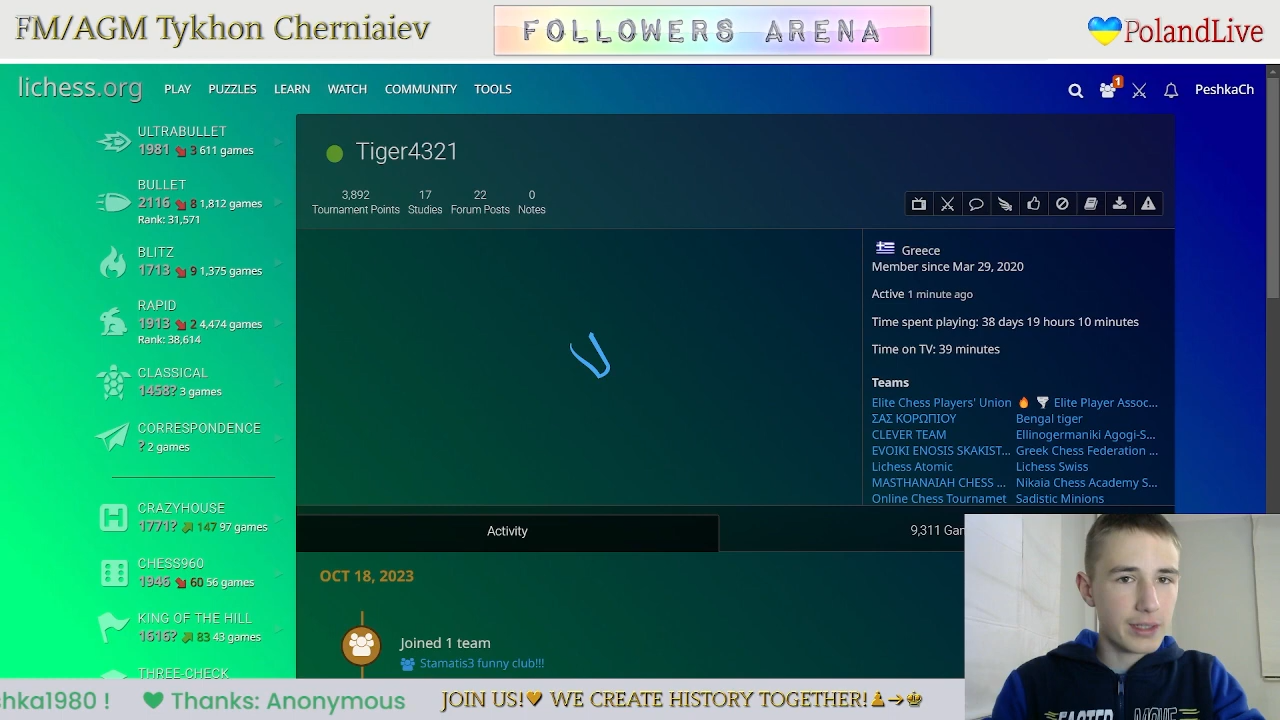 FM/AGM Tykhon Cherniaiev
FOLLOWERS ARENA
PolandLive
lichess.org
PLAY PUZZLES LEARN WATCH COMMUNITY TOOLS
1
PeshkaCh
ULTRABULLET
1981 3 611 games
BULLET
2116 8 1,812 games
Rank: 31,571
BLITZ
1713 9 1,375 games
RAPID
1913 2 4,474 games
Rank: 38,614
CLASSICAL
1458? 3 games
CORRESPONDENCE
? 2 games
CRAZYHOUSE
1771? 147 97 games
CHESS960
1946 60 56 games
KING OF THE HILL
1616? 83 43 games
THREE-CHECK
Tiger4321
3,892 17 22 0
Tournament Points Studies Forum Posts Notes
Greece
Member since Mar 29, 2020
Active 1 minute ago
Time spent playing: 38 days 19 hours 10 minutes
Time on TV: 39 minutes
Teams
Elite Chess Players' Union Elite Player Assoc...
ΣΑΣ ΚΟΡΩΠΙΟΥ Bengal tiger
CLEVER TEAM Ellinogermaniki Agogi-S...
EVOIKI ENOSIS SKAKIST... Greek Chess Federation ...
Lichess Atomic Lichess Swiss
MASTHANAIAH CHESS ... Nikaia Chess Academy S...
Online Chess Tournamet Sadistic Minions
Activity
9,311 Gam
OCT 18, 2023
Joined 1 team
Stamatis3 funny club!!!
shka1980 ! Thanks: Anonymous
JOIN US! WE CREATE HISTORY TOGETHER!